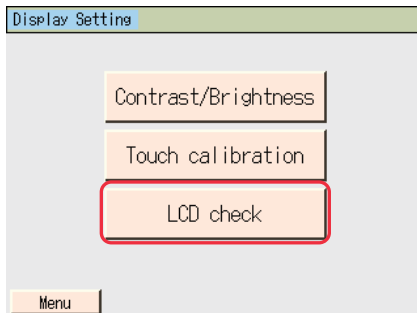 Display Setting
Contrast/Brightness
Touch calibration
LCD check
Menu